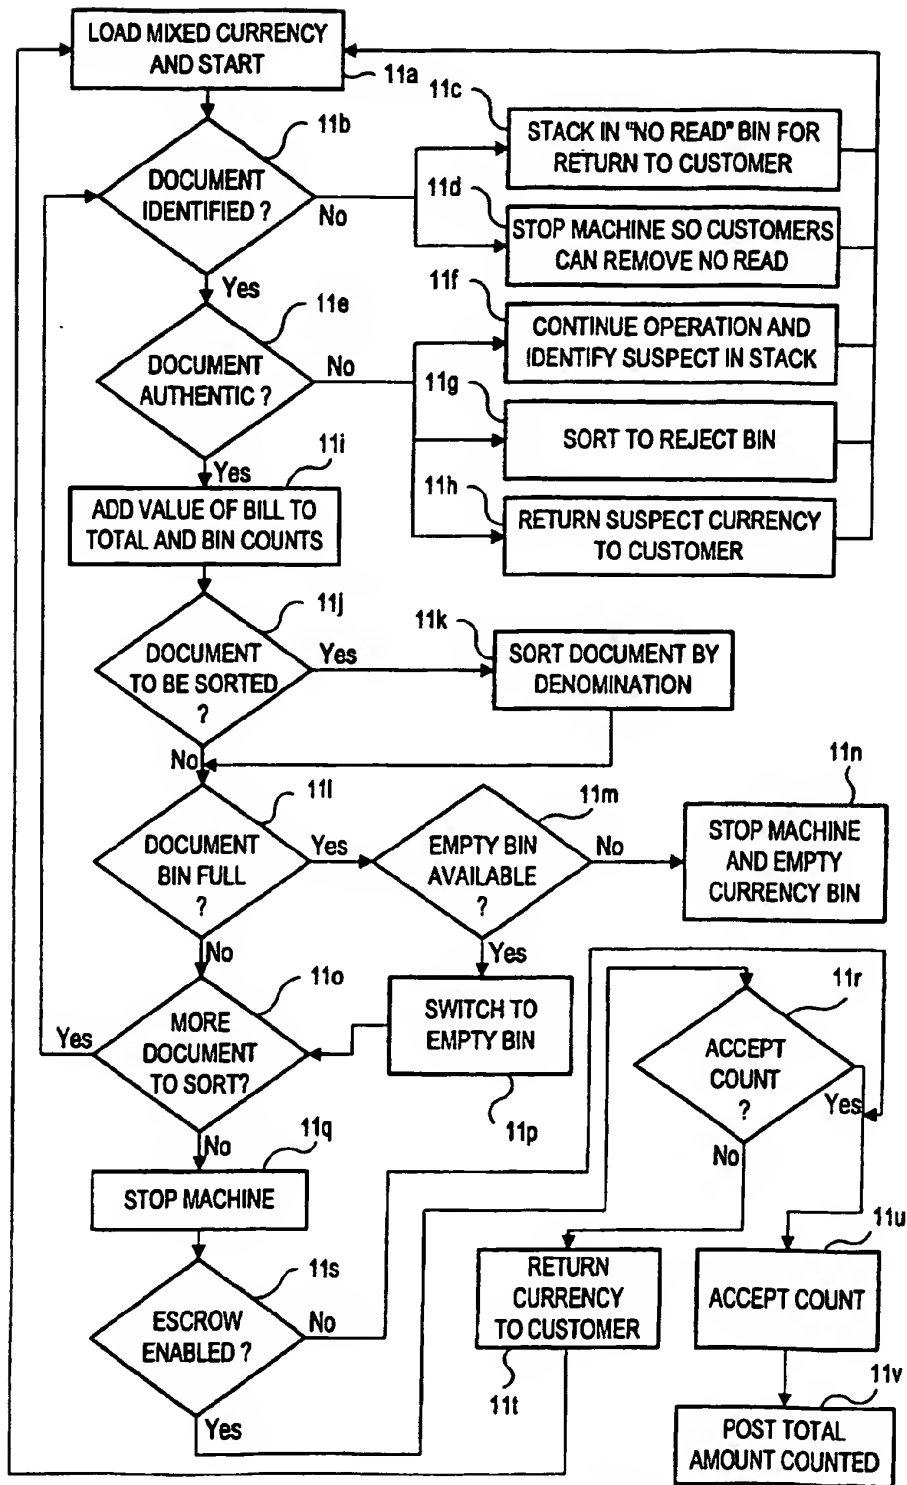 LOAD MIXED CURRENCY
AND START
11a
11b
DOCUMENT
IDENTIFIED ?
No
Yes
11c
STACK IN "NO READ" BIN FOR
RETURN TO CUSTOMER
11d
STOP MACHINE SO CUSTOMERS
CAN REMOVE NO READ
11e
DOCUMENT
AUTHENTIC ?
No
Yes
11f
CONTINUE OPERATION AND
IDENTIFY SUSPECT IN STACK
11g
SORT TO REJECT BIN
11h
RETURN SUSPECT CURRENCY
TO CUSTOMER
11i
ADD VALUE OF BILL TO
TOTAL AND BIN COUNTS
11j
DOCUMENT
TO BE SORTED
?
Yes
No
11k
SORT DOCUMENT BY
DENOMINATION
11l
DOCUMENT
BIN FULL
?
Yes
No
11m
EMPTY BIN
AVAILABLE
?
No
Yes
11n
STOP MACHINE
AND EMPTY
CURRENCY BIN
11o
MORE
DOCUMENT
TO SORT?
Yes
No
SWITCH TO
EMPTY BIN
11p
11q
STOP MACHINE
11r
ACCEPT
COUNT
?
Yes
No
11s
ESCROW
ENABLED ?
No
Yes
RETURN
CURRENCY
TO CUSTOMER
11t
11u
ACCEPT COUNT
11v
POST TOTAL
AMOUNT COUNTED